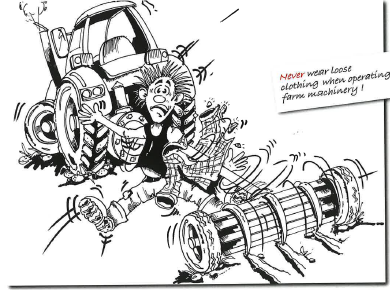 Never wear loose
clothing when operating
farm machinery !